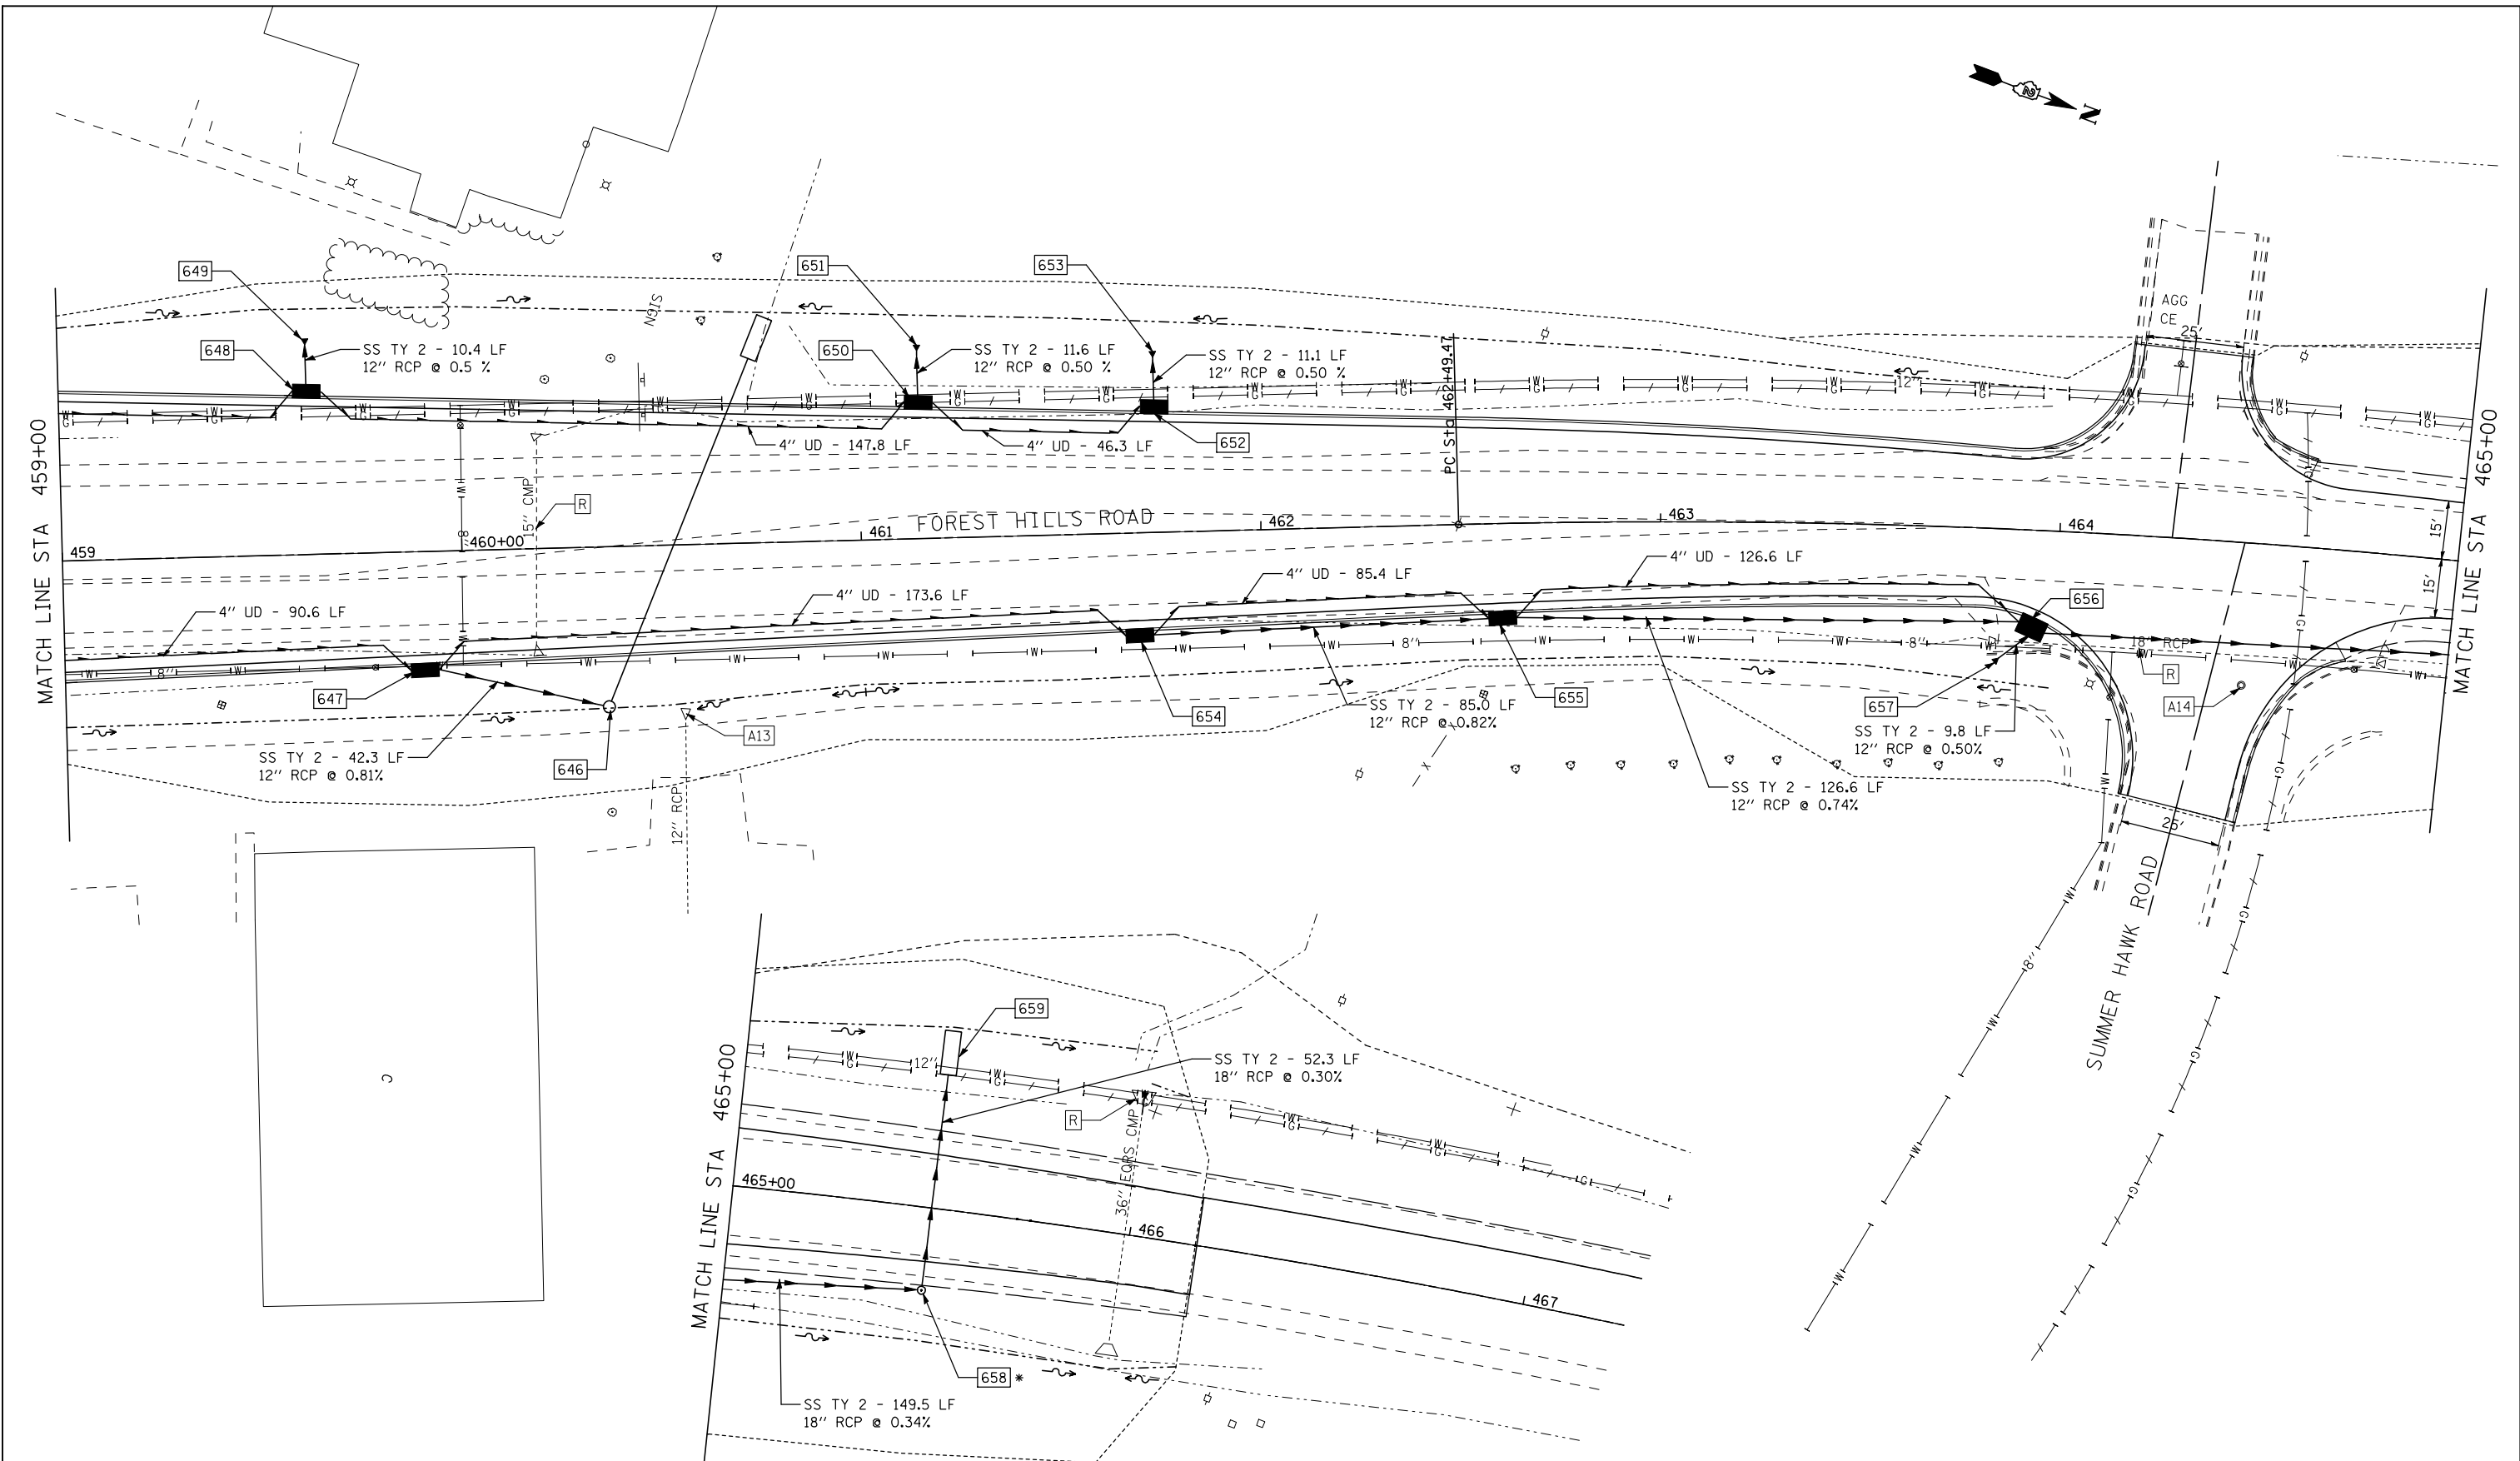 N
649
651
653
AGG
CE
25'
648
SS TY 2 - 10.4 LF
12" RCP @ 0.5 %
SIGN
650
SS TY 2 - 11.6 LF
12" RCP @ 0.50 %
SS TY 2 - 11.1 LF
12" RCP @ 0.50 %
PC Sta 462+49.47
12"
4" UD - 147.8 LF
4" UD - 46.3 LF
652
MATCH LINE STA 459+00
MATCH LINE STA 465+00
15" CMP
R
8"
FOREST HILLS ROAD
459
460+00
461
462
463
464
15'
15'
4" UD - 90.6 LF
4" UD - 173.6 LF
4" UD - 85.4 LF
4" UD - 126.6 LF
656
18" RCP
R
8"
8"
8"
647
654
655
657
A14
A13
646
SS TY 2 - 42.3 LF
12" RCP @ 0.81%
SS TY 2 - 85.0 LF
12" RCP @ 0.82%
SS TY 2 - 9.8 LF
12" RCP @ 0.50%
SS TY 2 - 126.6 LF
12" RCP @ 0.74%
12" RCP
25'
8"
SUMMER HAWK ROAD
C
659
12"
SS TY 2 - 52.3 LF
18" RCP @ 0.30%
R
36" EQRS CMP
MATCH LINE STA 465+00
465+00
466
467
658 *
SS TY 2 - 149.5 LF
18" RCP @ 0.34%